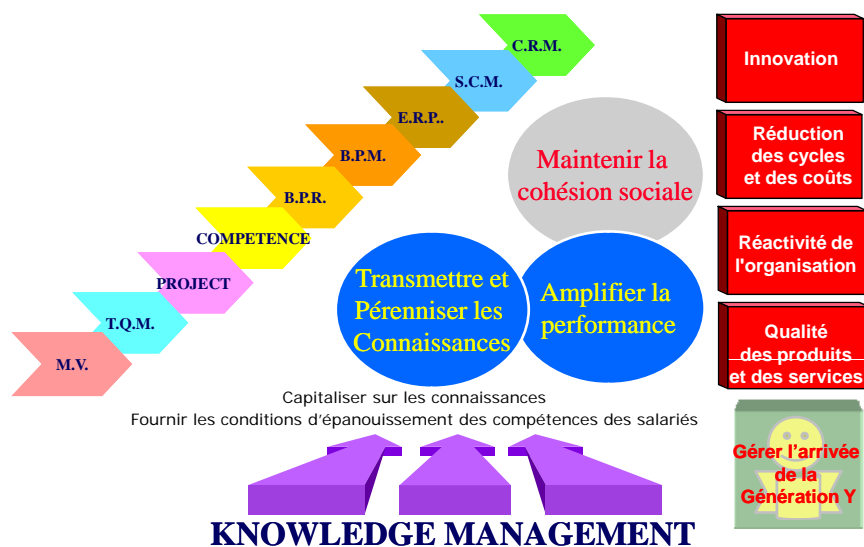 C.R.M.
S.C.M.
E.R.P..
B.P.M.
B.P.R.
COMPETENCE
PROJECT
T.Q.M.
M.V.
Maintenir la
cohésion sociale
Transmettre et
Pérenniser les
Connaissances
Amplifier la
performance
Innovation
Réduction
des cycles
et des coûts
Réactivité de
l'organisation
Qualité
des produits
et des services
Gérer l'arrivée
de la
Génération Y
Capitaliser sur les connaissances
Fournir les conditions d'épanouissement des compétences des salariés
KNOWLEDGE MANAGEMENT